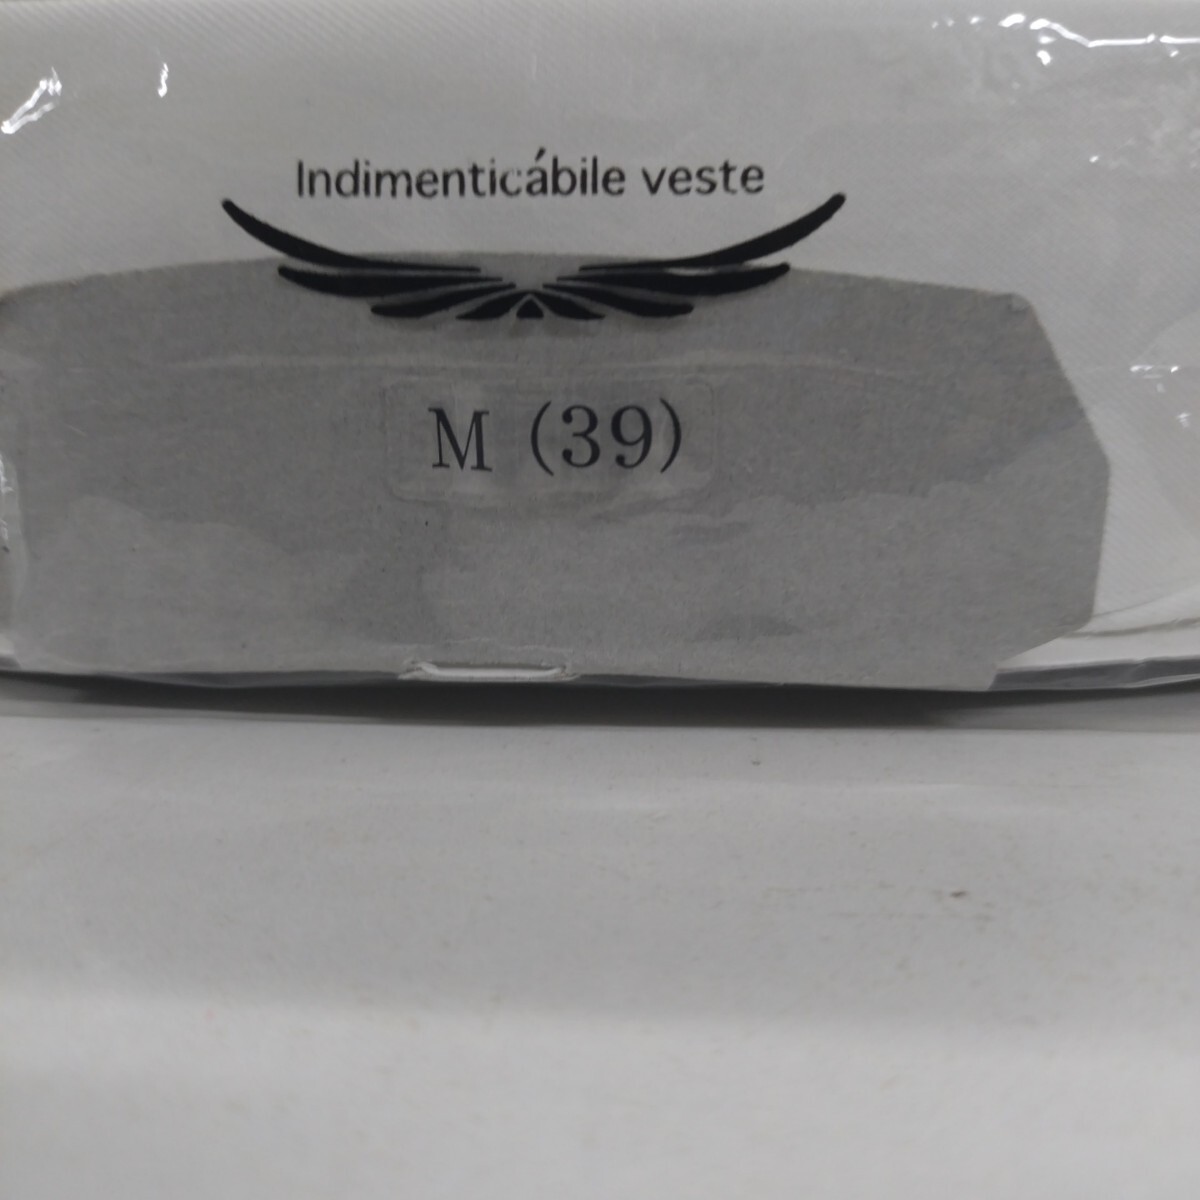 Indimenticábile veste
M (39)